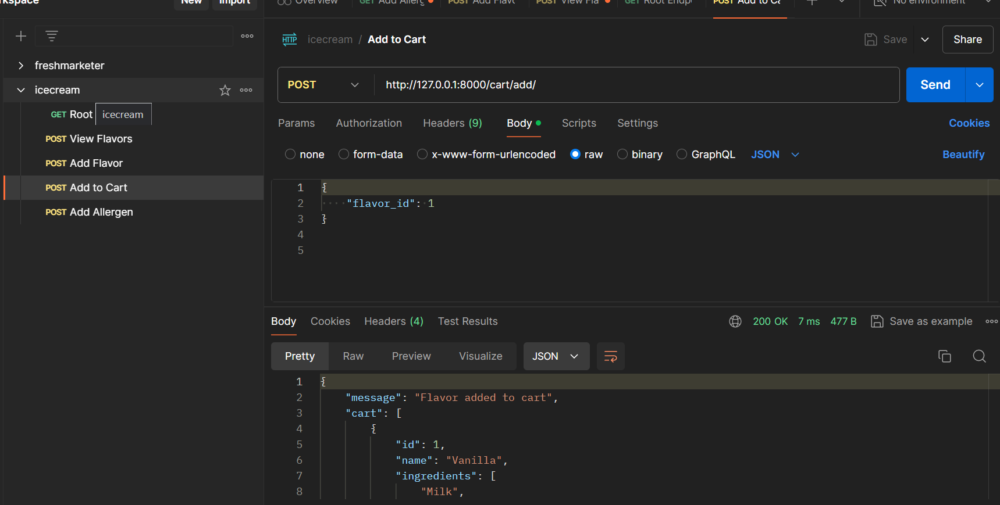 rkspace
New
Import
Overview
GET Add Allerg
POST Add Flav
POST View Fla
GET Root Endp
POST Add to Ca
No environment
freshmarketer
icecream
GET Root
icecream
POST View Flavors
POST Add Flavor
POST Add to Cart
POST Add Allergen
HTTP icecream / Add to Cart
Save
Share
POST
http://127.0.0.1:8000/cart/add/
Send
Params Authorization Headers (9) Body Scripts Settings Cookies
none form-data x-www-form-urlencoded raw binary GraphQL JSON Beautify
1 {
2 "flavor_id": 1
3 }
4
5
Body Cookies Headers (4) Test Results 200 OK 7 ms 477 B Save as example
Pretty Raw Preview Visualize JSON
1 {
2 "message": "Flavor added to cart",
3 "cart": [
4 {
5 "id": 1,
6 "name": "Vanilla",
7 "ingredients": [
8 "Milk",